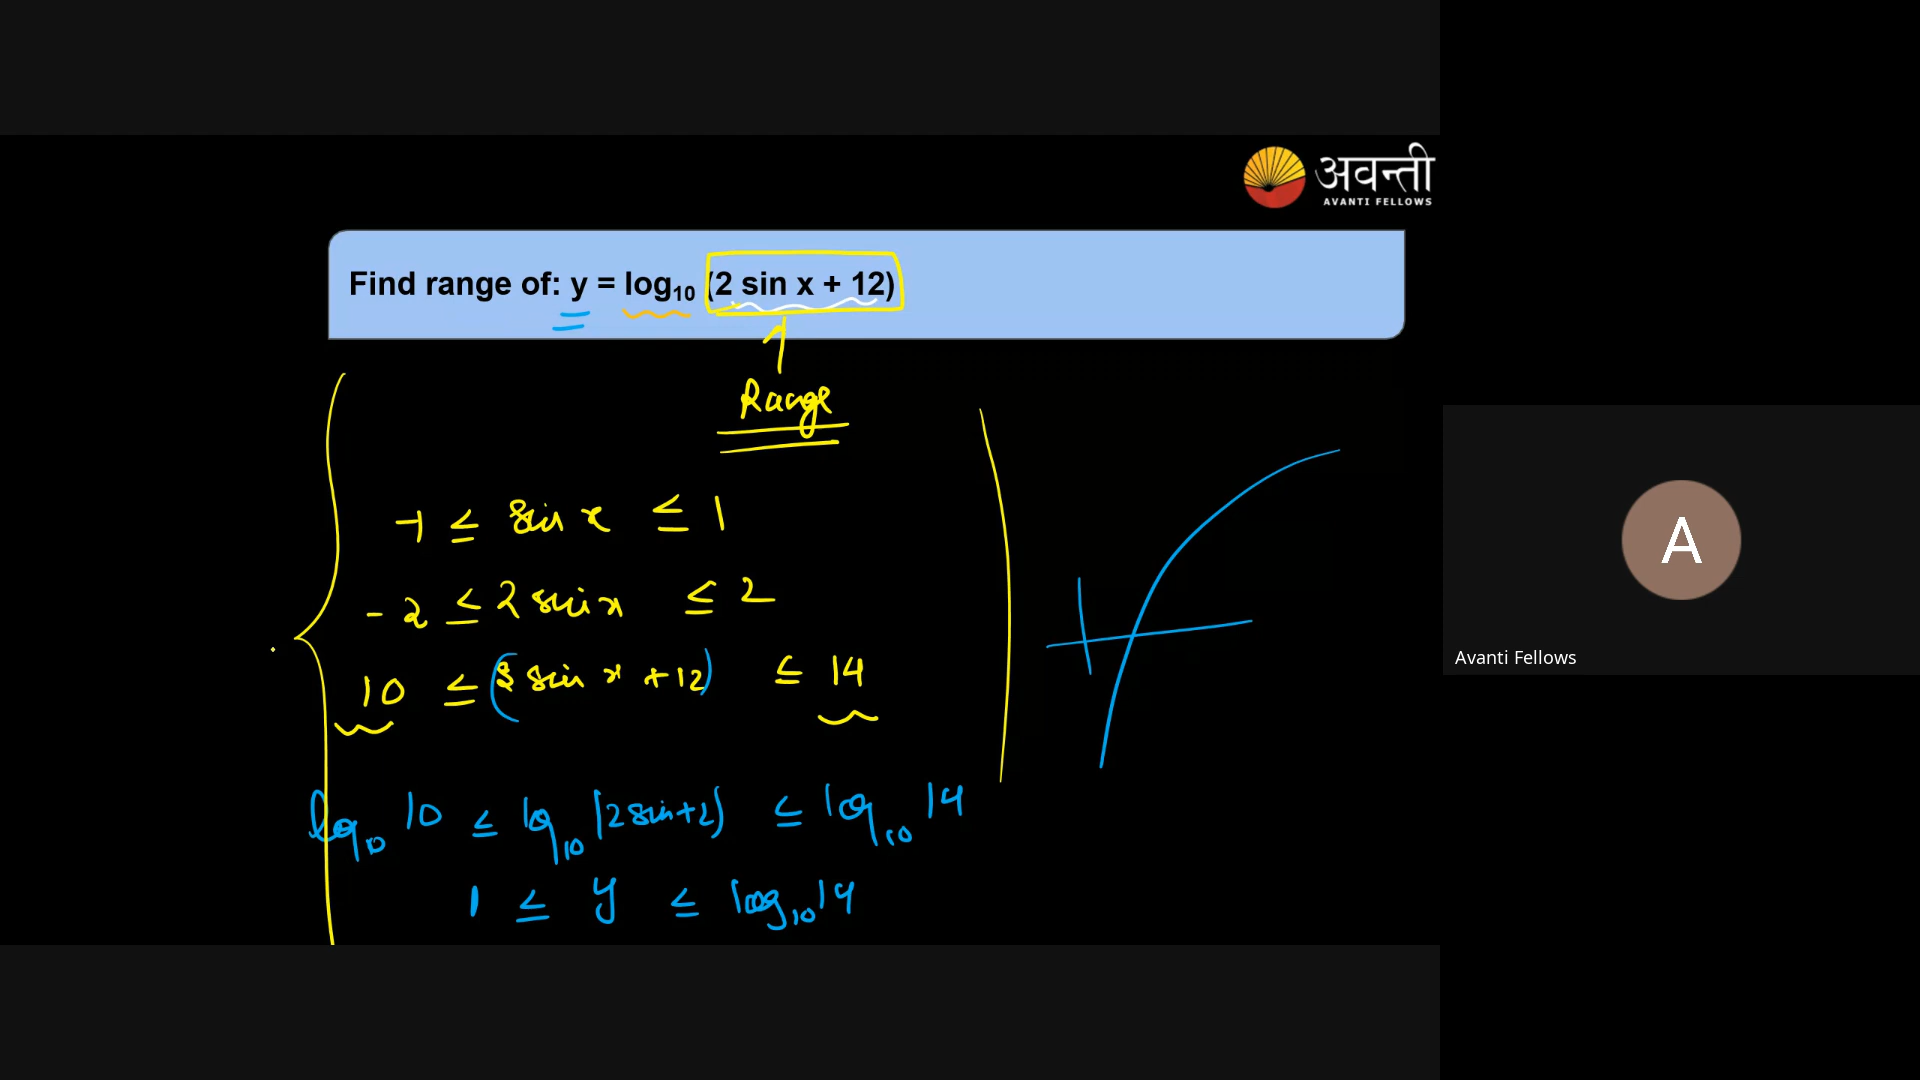 अवन्ती
AVANTI FELLOWS
Find range of: y = log₁₀ (2 sin x + 12)
Range
-1 ≤ sin x ≤ 1
-2 ≤ 2 sin x ≤ 2
10 ≤ (2 sin x + 12) ≤ 14
log₁₀ 10 ≤ log₁₀ (2 sin + 2) ≤ log₁₀ 14
1 ≤ y ≤ log₁₀ 14
A
Avanti Fellows